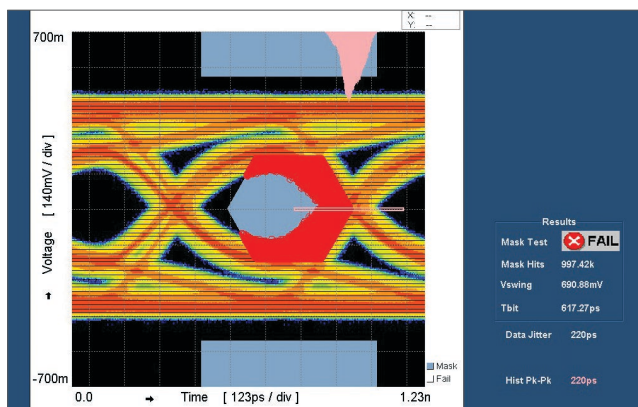 X: --
Y: --
700m
Voltage [ 140mV / div ]
-700m
0.0 Time [ 123ps / div ] 1.23n
Mask
Fail
Results
Mask Test FAIL
Mask Hits 997.42k
Vswing 690.88mV
Tbit 617.27ps
Data Jitter 220ps
Hist Pk-Pk 220ps